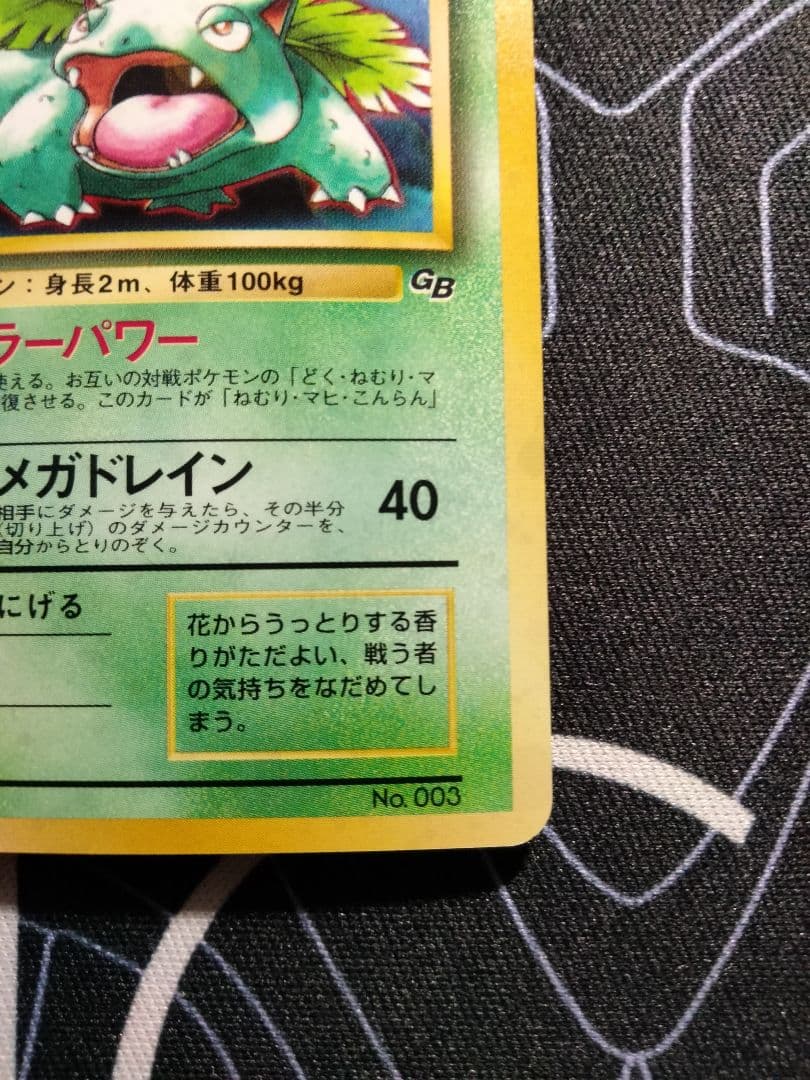 ン：身長2m、体重100kg
GB
ラーパワー
使える。お互いの対戦ポケモンの「どく・ねむり・マ
復させる。このカードが「ねむり・マヒ・こんらん」
メガドレイン
40
相手にダメージを与えたら、その半分
（切り上げ）のダメージカウンターを、
自分からとりのぞく。
にげる
花からうっとりする香
りがただよい、戦う者
の気持ちをなだめてし
まう。
No. 003